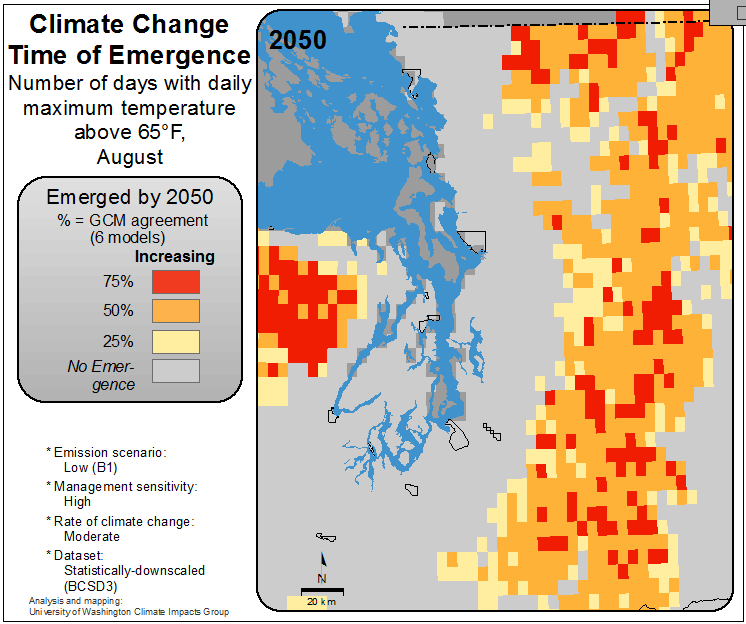 Climate Change
Time of Emergence
Number of days with daily
maximum temperature
above 65°F,
August
Emerged by 2050
% = GCM agreement
(6 models)
Increasing
75%
50%
25%
No Emer-
gence
* Emission scenario:
Low (B1)
* Management sensitivity:
High
* Rate of climate change:
Moderate
* Dataset:
Statistically-downscaled
(BCSD3)
Analysis and mapping:
University of Washington Climate Impacts Group
2050
N
20 km